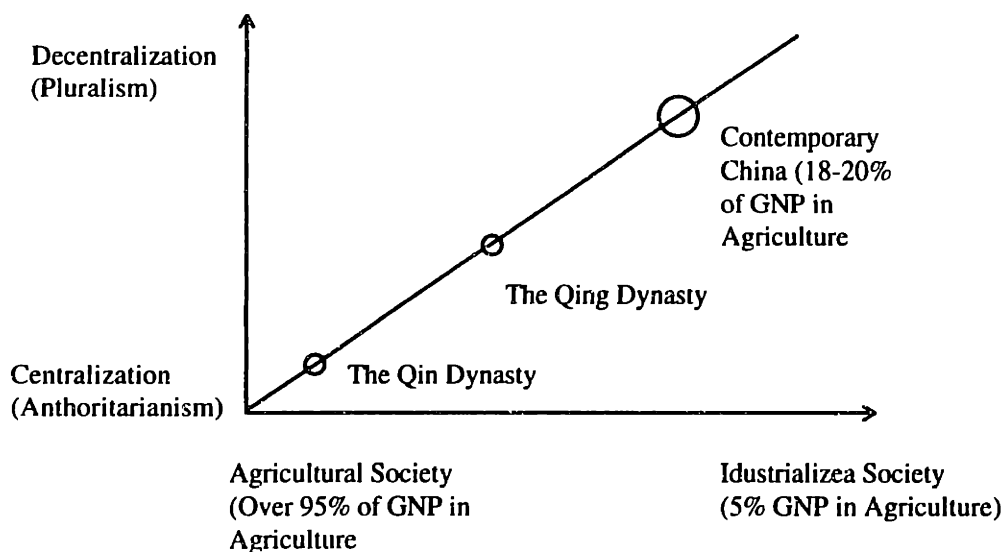 Decentralization
(Pluralism)
Contemporary
China (18-20%
of GNP in
Agriculture
The Qing Dynasty
The Qin Dynasty
Centralization
(Anthoritarianism)
Agricultural Society
(Over 95% of GNP in
Agriculture
Idustrializea Society
(5% GNP in Agriculture)